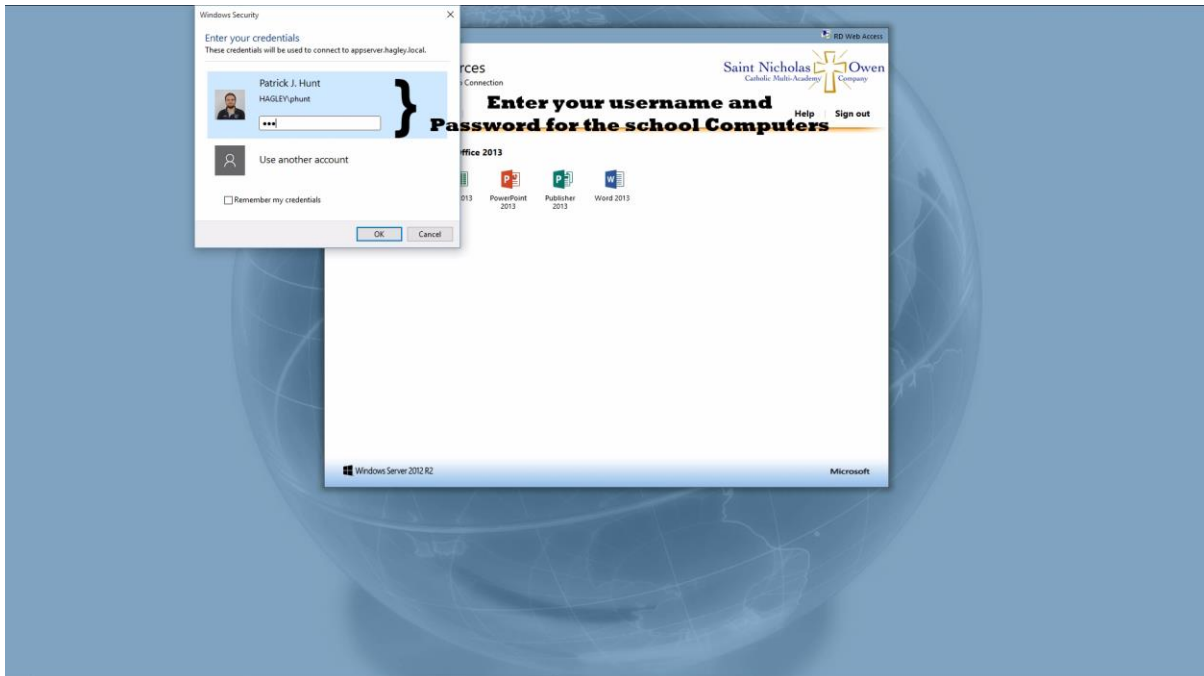 Windows Security
Enter your credentials
These credentials will be used to connect to appserver.hagley.local.
Patrick J. Hunt
HAGLEY\phunt
•••
Use another account
Remember my credentials
OK Cancel
RD Web Access
rces
Connection
Saint Nicholas Owen
Catholic Multi-Academy Company
Help Sign out
Enter your username and
Password for the school Computers
ffice 2013
013
PowerPoint
2013
Publisher
2013
Word 2013
Windows Server 2012 R2
Microsoft